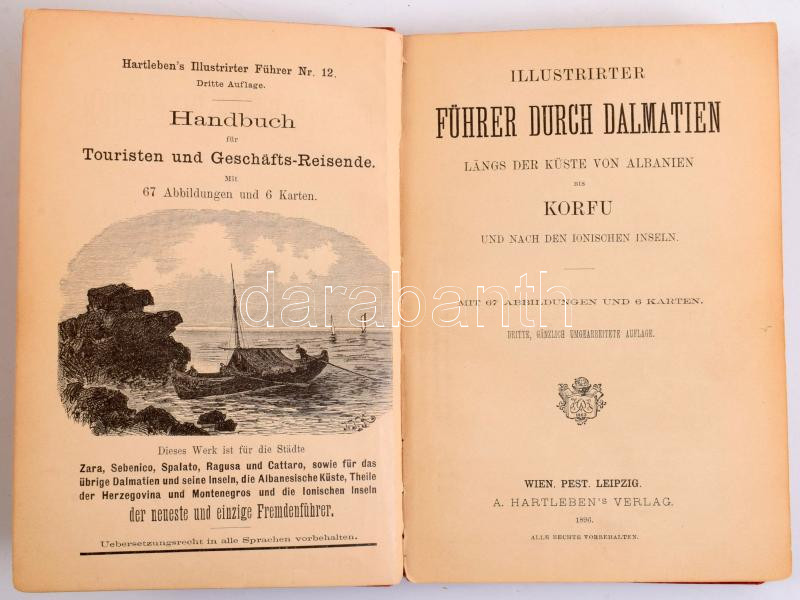 Hartleben's Illustrirter Führer Nr. 12.
Dritte Auflage.
Handbuch
für
Touristen und Geschäfts-Reisende.
Mit
67 Abbildungen und 6 Karten.
Dieses Werk ist für die Städte
Zara, Sebenico, Spalato, Ragusa und Cattaro, sowie für das
übrige Dalmatien und seine Inseln, die Albanesische Küste, Theile
der Herzegovina und Montenegros und die Ionischen Inseln
der neueste und einzige Fremdenführer.
Uebersetzungsrecht in alle Sprachen vorbehalten.
ILLUSTRIRTER
FÜHRER DURCH DALMATIEN
LÄNGS DER KÜSTE VON ALBANIEN
BIS
KORFU
UND NACH DEN IONISCHEN INSELN.
MIT 67 ABBILDUNGEN UND 6 KARTEN.
DRITTE, GÄNZLICH UMGEARBEITETE AUFLAGE.
WIEN. PEST. LEIPZIG.
A. HARTLEBEN'S VERLAG.
1896.
ALLE RECHTE VORBEHALTEN.
darabanth